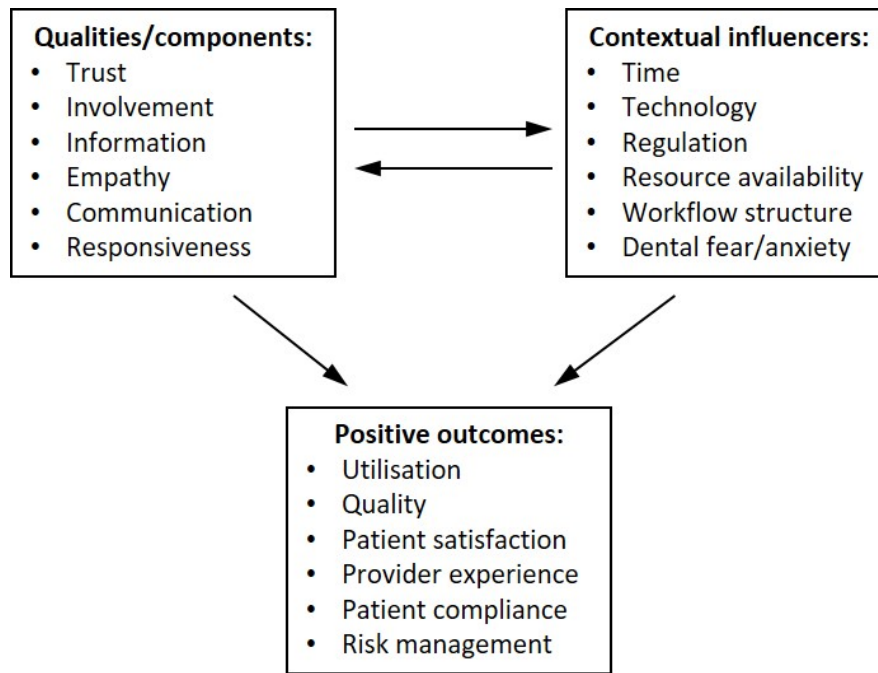 Qualities/components:
• Trust
• Involvement
• Information
• Empathy
• Communication
• Responsiveness
Contextual influencers:
• Time
• Technology
• Regulation
• Resource availability
• Workflow structure
• Dental fear/anxiety
Positive outcomes:
• Utilisation
• Quality
• Patient satisfaction
• Provider experience
• Patient compliance
• Risk management